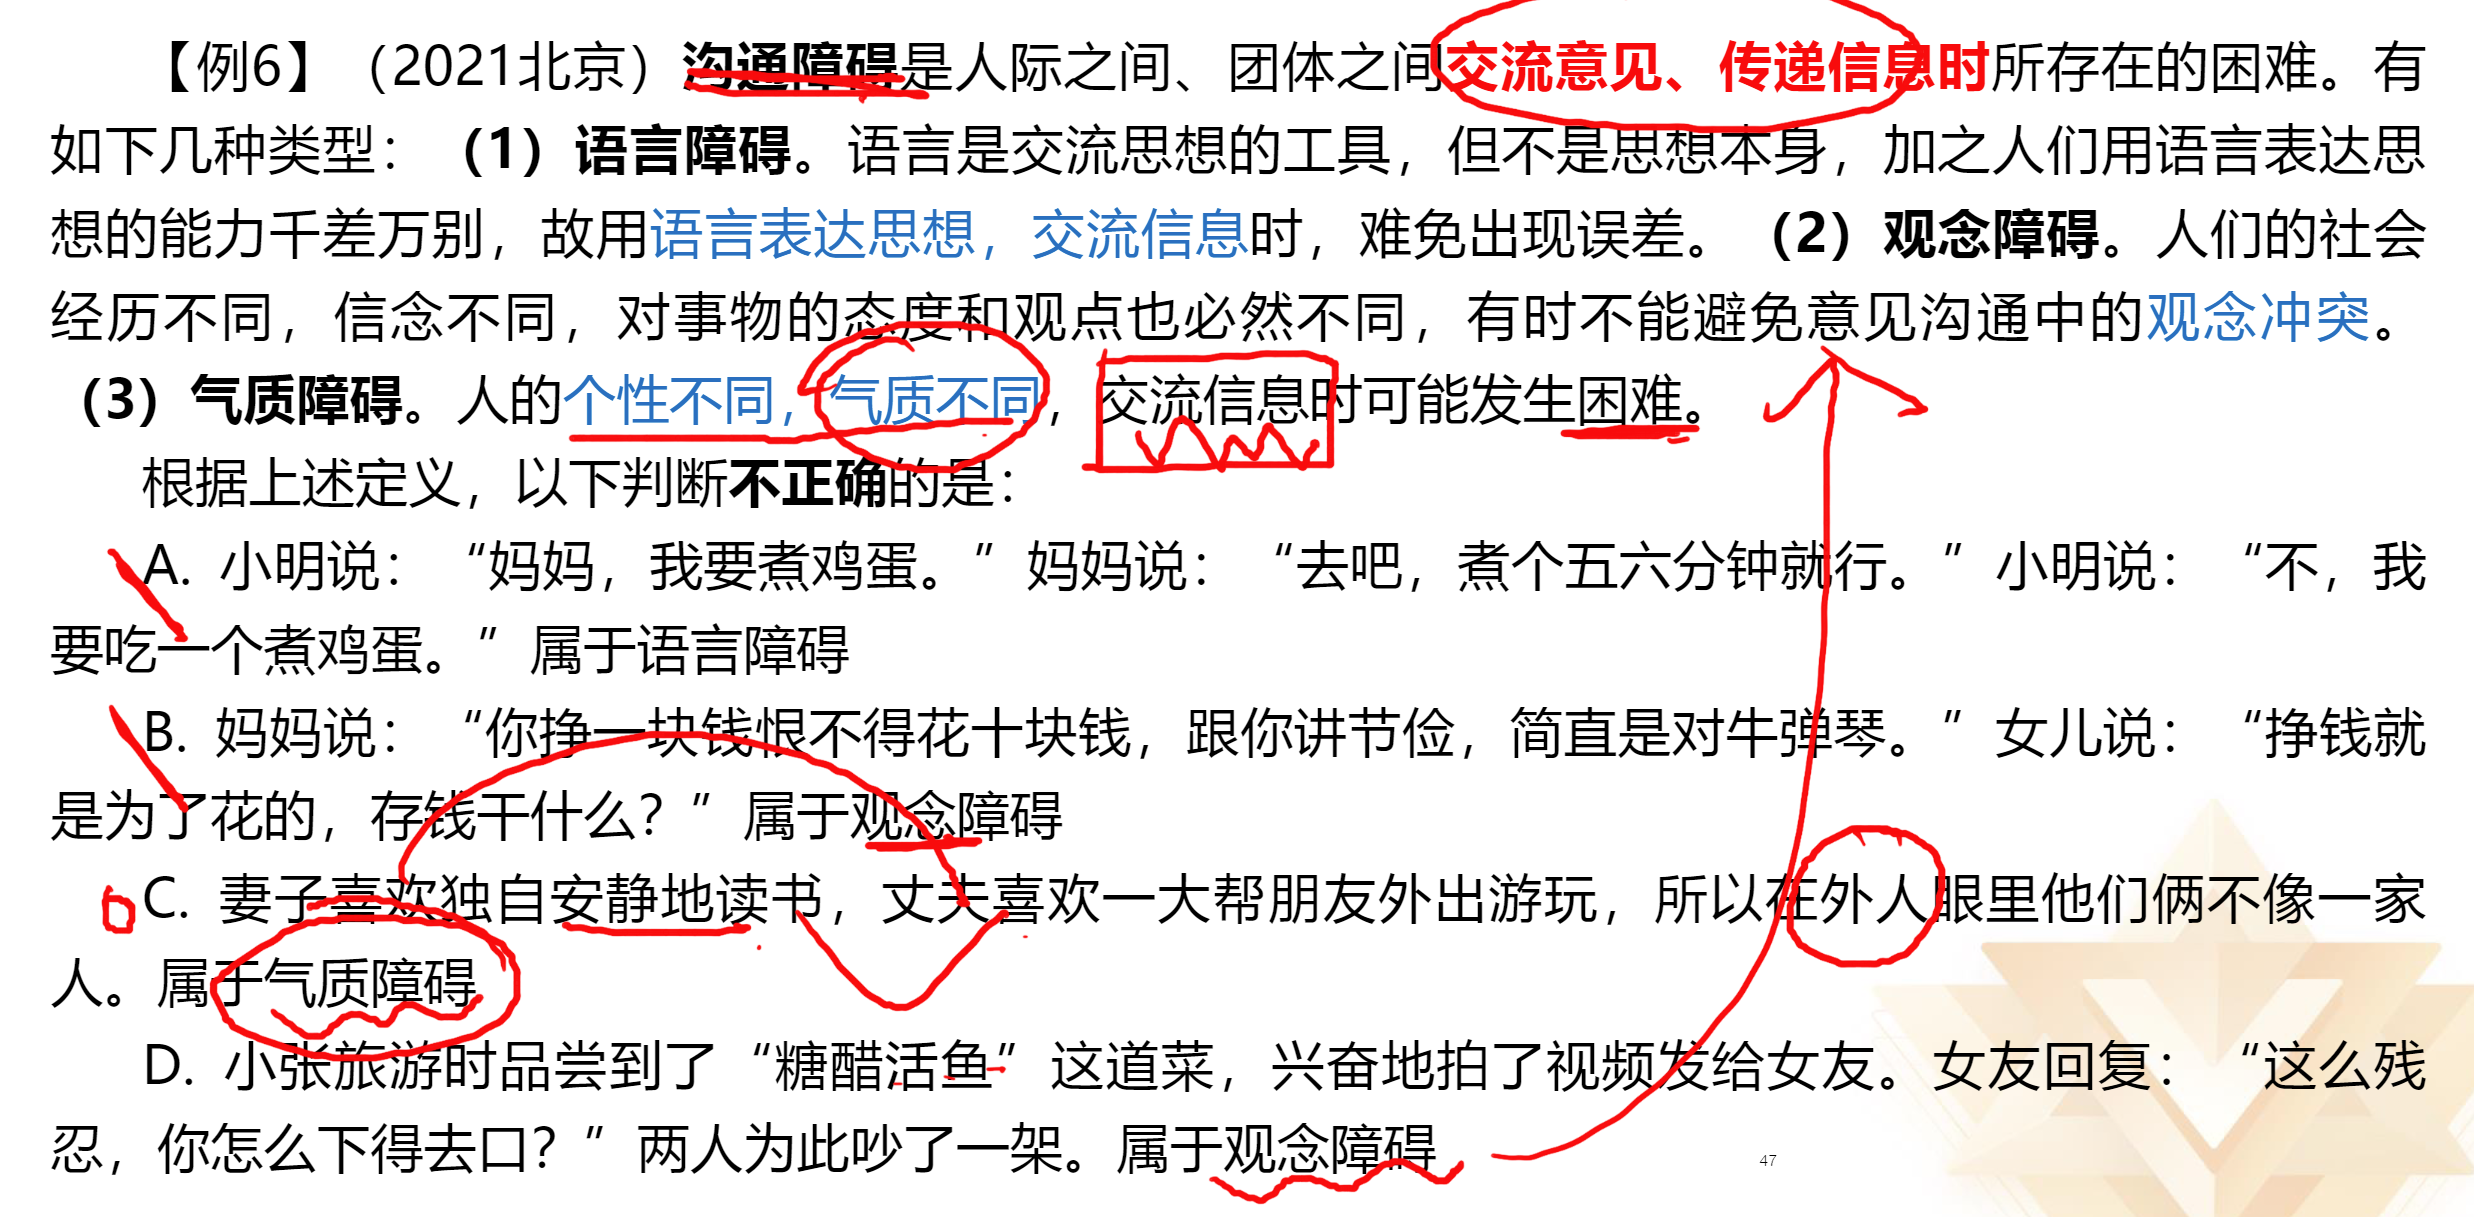 【例6】（2021北京）沟通障碍是人际之间、团体之间交流意见、传递信息时所存在的困难。有
如下几种类型：（1）语言障碍。语言是交流思想的工具，但不是思想本身，加之人们用语言表达思
想的能力千差万别，故用语言表达思想，交流信息时，难免出现误差。（2）观念障碍。人们的社会
经历不同，信念不同，对事物的态度和观点也必然不同，有时不能避免意见沟通中的观念冲突。
（3）气质障碍。人的个性不同，气质不同，交流信息时可能发生困难。
根据上述定义，以下判断不正确的是：
A. 小明说：“妈妈，我要煮鸡蛋。”妈妈说：“去吧，煮个五六分钟就行。”小明说：“不，我
要吃一个煮鸡蛋。”属于语言障碍
B. 妈妈说：“你挣一块钱恨不得花十块钱，跟你讲节俭，简直是对牛弹琴。”女儿说：“挣钱就
是为了花的，存钱干什么？”属于观念障碍
C. 妻子喜欢独自安静地读书，丈夫喜欢一大帮朋友外出游玩，所以在外人眼里他们俩不像一家
人。属于气质障碍
D. 小张旅游时品尝到了“糖醋活鱼”这道菜，兴奋地拍了视频发给女友。女友回复：“这么残
忍，你怎么下得去口？”两人为此吵了一架。属于观念障碍
47